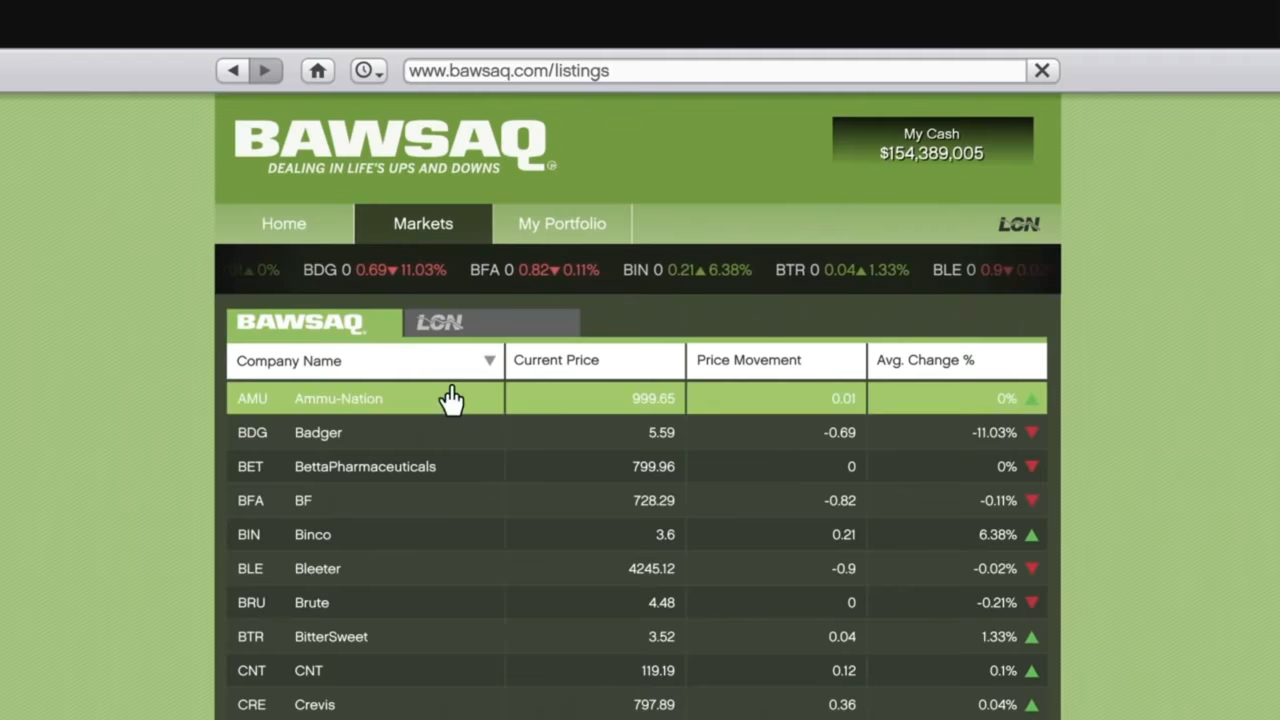 www.bawsaq.com/listings
BAWSAQ
DEALING IN LIFE'S UPS AND DOWNS
My Cash
$154,389,005
Home Markets My Portfolio LCN
0% BDG 0 0.69 11.03% BFA 0 0.82 0.11% BIN 0 0.21 6.38% BTR 0 0.04 1.33% BLE 0 0.9
BAWSAQ LCN
Company Name Current Price Price Movement Avg. Change %
AMU Ammu-Nation 999.65 0.01 0%
BDG Badger 5.59 -0.69 -11.03%
BET BettaPharmaceuticals 799.96 0 0%
BFA BF 728.29 -0.82 -0.11%
BIN Binco 3.6 0.21 6.38%
BLE Bleeter 4245.12 -0.9 -0.02%
BRU Brute 4.48 0 -0.21%
BTR BitterSweet 3.52 0.04 1.33%
CNT CNT 119.19 0.12 0.1%
CRE Crevis 797.89 0.36 0.04%